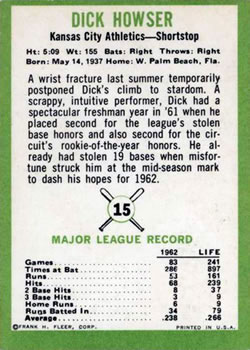 DICK HOWSER
Kansas City Athletics—Shortstop
Ht: 5:09 Wt: 155 Bats: Right Throws: Right
Born: May 14, 1937 Home: W. Palm Beach, Fla.
A wrist fracture last summer temporarily
postponed Dick's climb to stardom. A
scrappy, intuitive performer, Dick had a
spectacular freshman year in '61 when
he placed second for the league's stolen
base honors and also second for the cir-
cuit's rookie-of-the-year honors. He al-
ready had stolen 19 bases when misfor-
tune struck him at the mid-season mark
to dash his hopes for 1962.
15
MAJOR LEAGUE RECORD
1962 LIFE
Games 83 241
Times at Bat 286 897
Runs 53 161
Hits 68 239
2 Base Hits 8 37
3 Base Hits 3 9
Home Runs 6 9
Runs Batted In 34 79
Average .238 .266
©FRANK H. FLEER, CORP. PRINTED IN U.S.A.